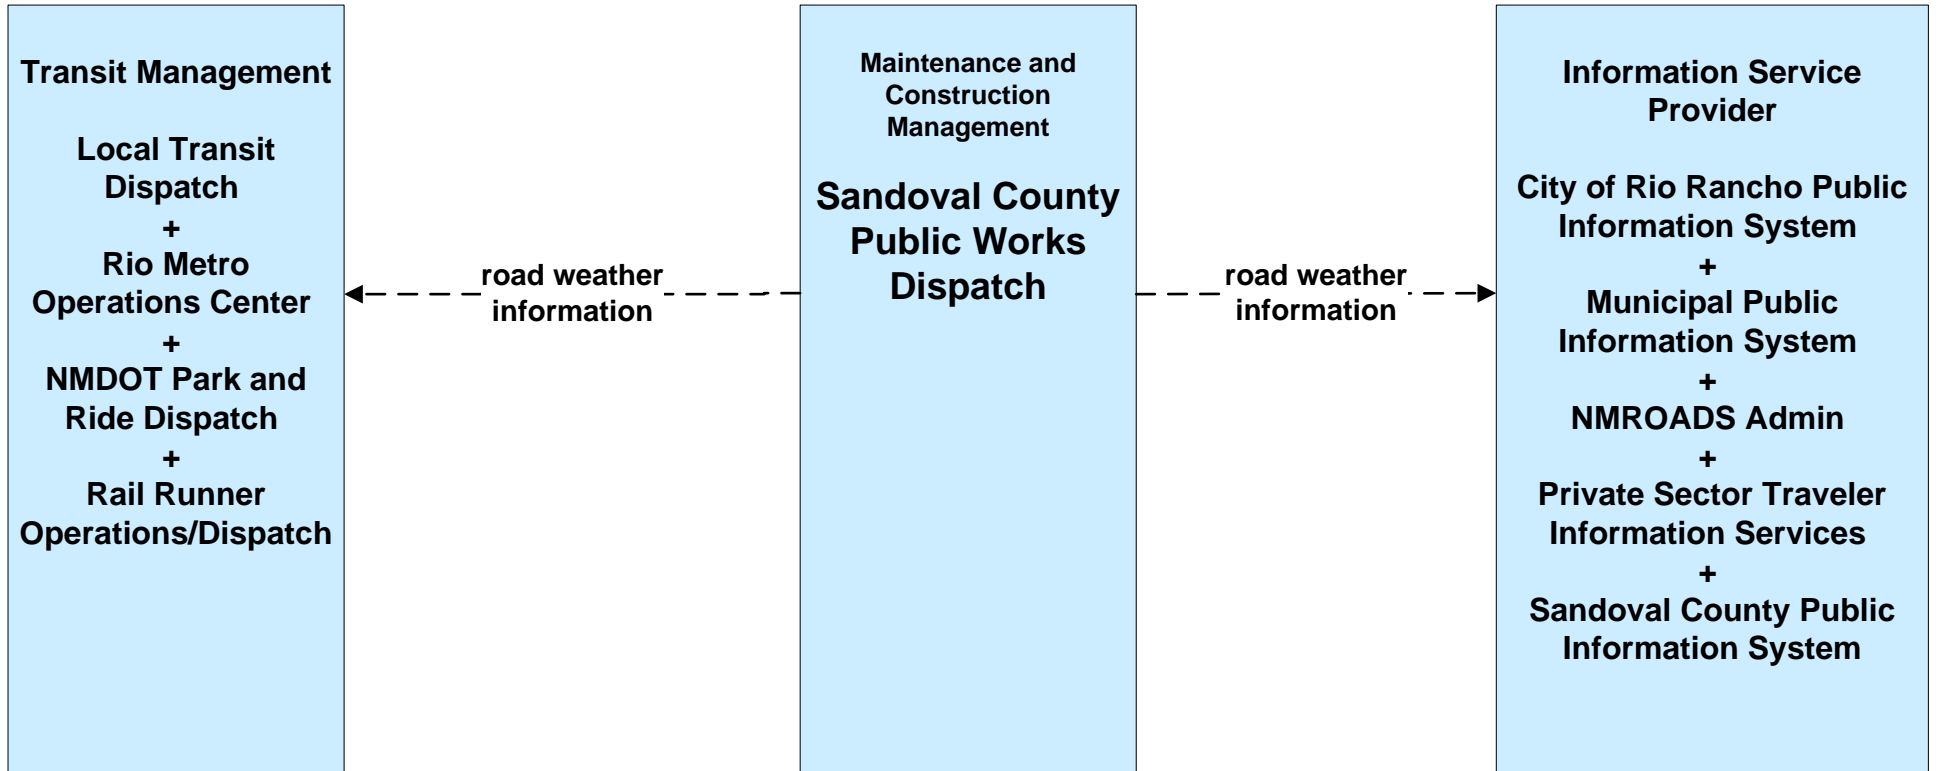 Transit Management
Local Transit
Dispatch
+
Rio Metro
Operations Center
+
NMDOT Park and
Ride Dispatch
+
Rail Runner
Operations/Dispatch
road weather
information
Maintenance and
Construction
Management
Sandoval County
Public Works
Dispatch
road weather
information
Information Service
Provider
City of Rio Rancho Public
Information System
+
Municipal Public
Information System
+
NMROADS Admin
+
Private Sector Traveler
Information Services
+
Sandoval County Public
Information System